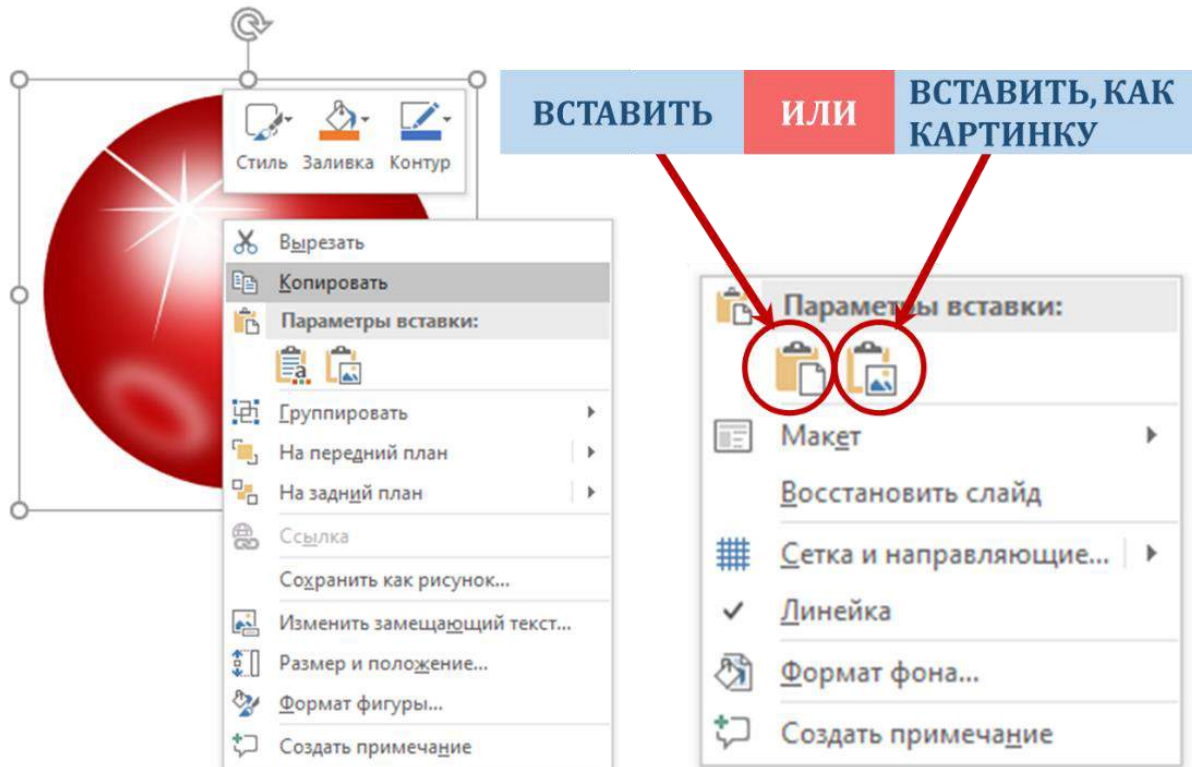 ВСТАВИТЬ
ИЛИ
ВСТАВИТЬ, КАК
КАРТИНКУ
Стиль Заливка Контур
Вырезать
Копировать
Параметры вставки:
Группировать
На передний план
На задний план
Ссылка
Сохранить как рисунок...
Изменить замещающий текст...
Размер и положение...
Формат фигуры...
Создать примечание
Параметры вставки:
Макет
Восстановить слайд
Сетка и направляющие...
Линейка
Формат фона...
Создать примечание